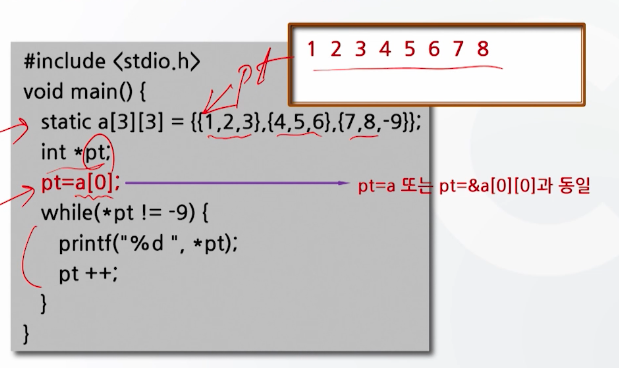 1 2 3 4 5 6 7 8
pt
#include <stdio.h>
void main() {
static a[3][3] = {{1,2,3},{4,5,6},{7,8,-9}};
int *pt;
pt=a[0]; pt=a 또는 pt=&a[0][0]과 동일
while(*pt != -9) {
printf("%d ", *pt);
pt ++;
}
}